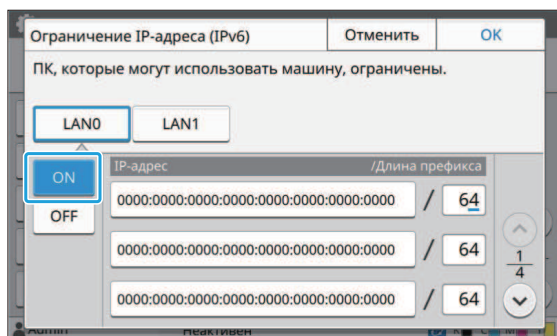 Ограничение IP-адреса (IPv6) Отменить OK
ПК, которые могут использовать машину, ограничены.
LAN0 LAN1
ON IP-адрес /Длина префикса
0000:0000:0000:0000:0000:0000:0000:0000 / 64
OFF
0000:0000:0000:0000:0000:0000:0000:0000 / 64
1
4
0000:0000:0000:0000:0000:0000:0000:0000 / 64
Admin Неактивен